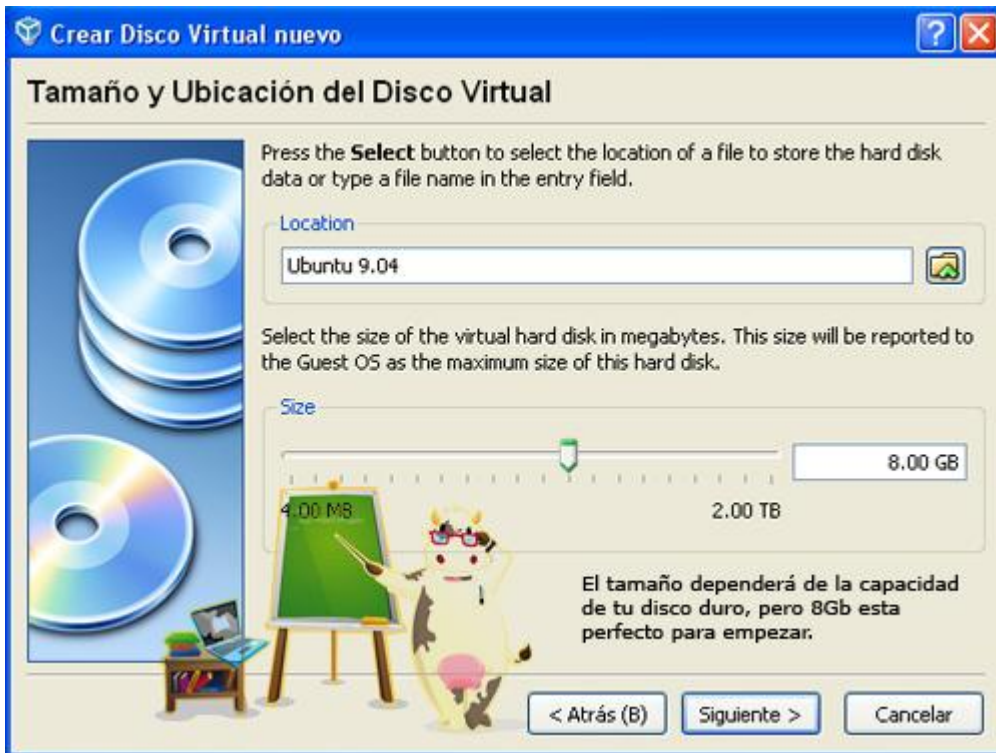 Crear Disco Virtual nuevo
Tamaño y Ubicación del Disco Virtual
Press the Select button to select the location of a file to store the hard disk
data or type a file name in the entry field.
Location
Ubuntu 9.04
Select the size of the virtual hard disk in megabytes. This size will be reported to
the Guest OS as the maximum size of this hard disk.
Size
8.00 GB
4.00 MB 2.00 TB
El tamaño dependerá de la capacidad
de tu disco duro, pero 8Gb esta
perfecto para empezar.
< Atrás (B) Siguiente > Cancelar